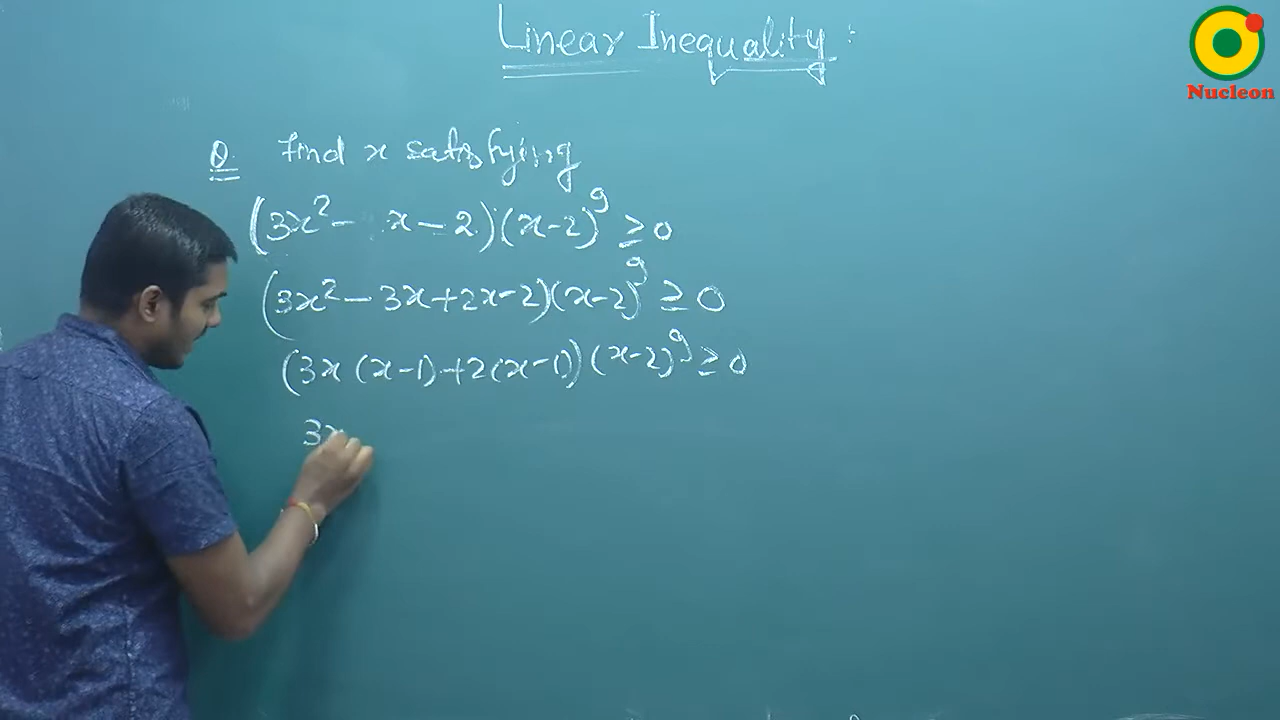 Linear Inequality :
Nucleon
Q. Find x satisfying
(3x² - x - 2)(x-2)⁹ ≥ 0
(3x² - 3x + 2x - 2)(x-2)⁹ ≥ 0
(3x (x-1) + 2(x-1)) (x-2)⁹ ≥ 0
3x